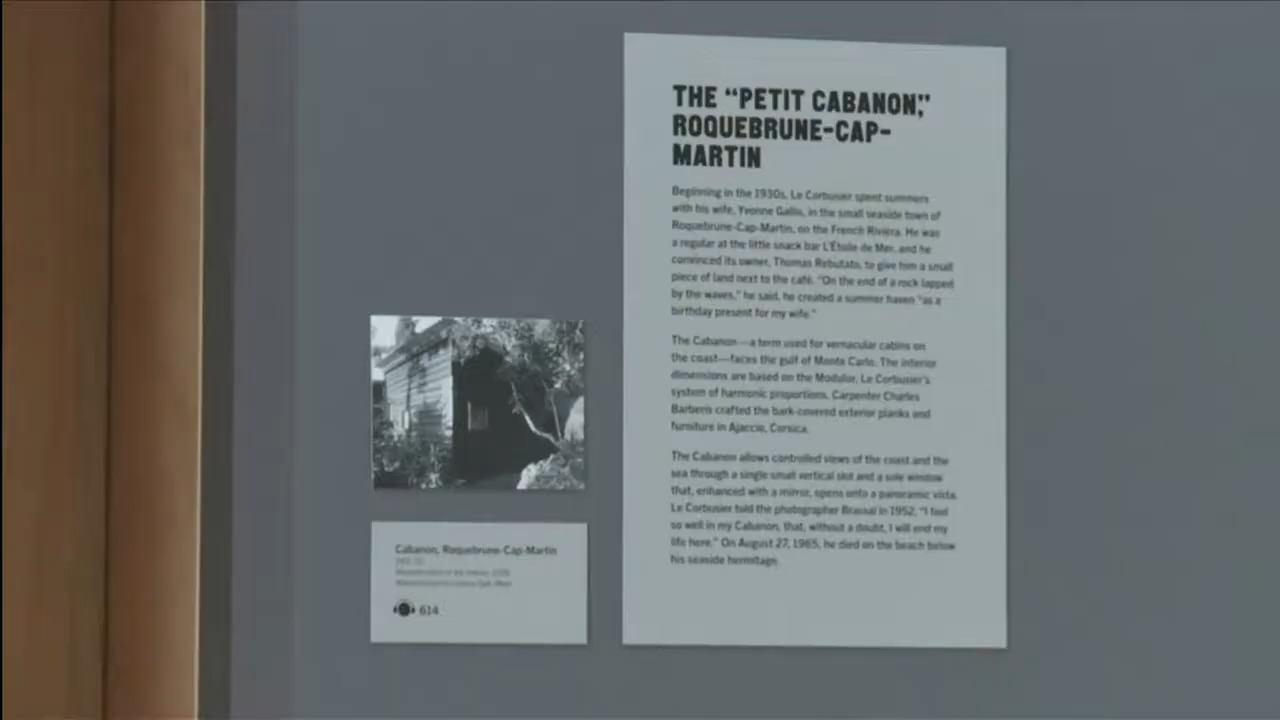 THE “PETIT CABANON,”
ROQUEBRUNE-CAP-
MARTIN
Beginning in the 1930s, Le Corbusier spent summers
with his wife, Yvonne Gallis, in the small seaside town of
Roquebrune-Cap-Martin, on the French Riviera. He was
a regular at the little snack bar L'Étoile de Mer, and he
convinced its owner, Thomas Rebutato, to give him a small
piece of land next to the café. “On the end of a rock lapped
by the waves,” he said, he created a summer haven “as a
birthday present for my wife.”
The Cabanon—a term used for vernacular cabins on
the coast—faces the gulf of Monte Carlo. The interior
dimensions are based on the Modulor, Le Corbusier's
system of harmonic proportions. Carpenter Charles
Barberis crafted the bark-covered exterior planks and
furniture in Ajaccio, Corsica.
The Cabanon allows controlled views of the coast and the
sea through a single small vertical slot and a sole window
that, enhanced with a mirror, opens onto a panoramic vista.
Le Corbusier told the photographer Brassaï in 1952, “I feel
so well in my Cabanon, that, without a doubt, I will end my
life here.” On August 27, 1965, he died on the beach below
his seaside hermitage.
Cabanon, Roquebrune-Cap-Martin
614